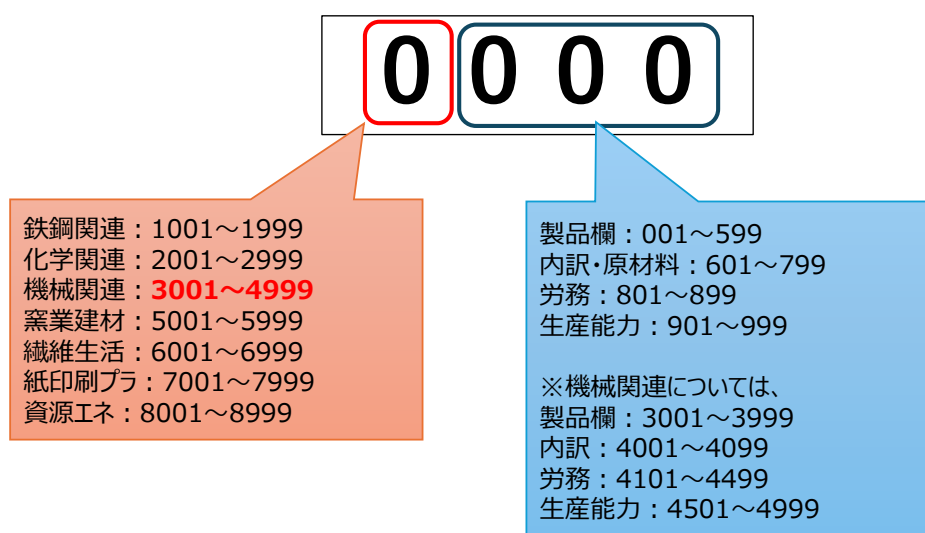 0 0 0 0
鉄鋼関連：1001～1999
化学関連：2001～2999
機械関連：3001～4999
窯業建材：5001～5999
繊維生活：6001～6999
紙印刷プラ：7001～7999
資源エネ：8001～8999
製品欄：001～599
内訳・原材料：601～799
労務：801～899
生産能力：901～999
※機械関連については、
製品欄：3001～3999
内訳：4001～4099
労務：4101～4499
生産能力：4501～4999